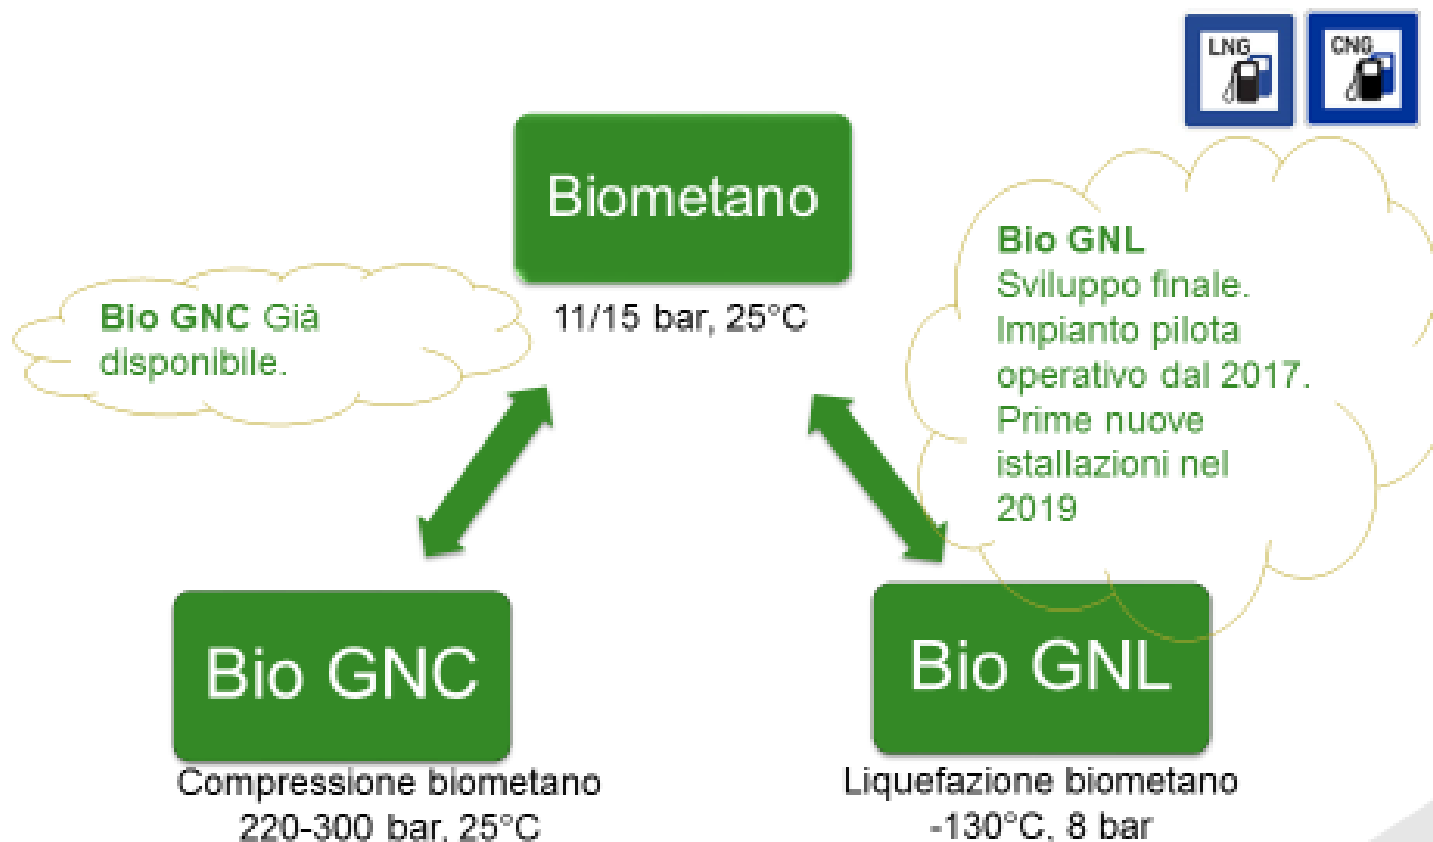 LNG
CNG
Biometano
11/15 bar, 25°C
Bio GNC Già
disponibile.
Bio GNL
Sviluppo finale.
Impianto pilota
operativo dal 2017.
Prime nuove
istallazioni nel
2019
Bio GNC
Compressione biometano
220-300 bar, 25°C
Bio GNL
Liquefazione biometano
-130°C, 8 bar